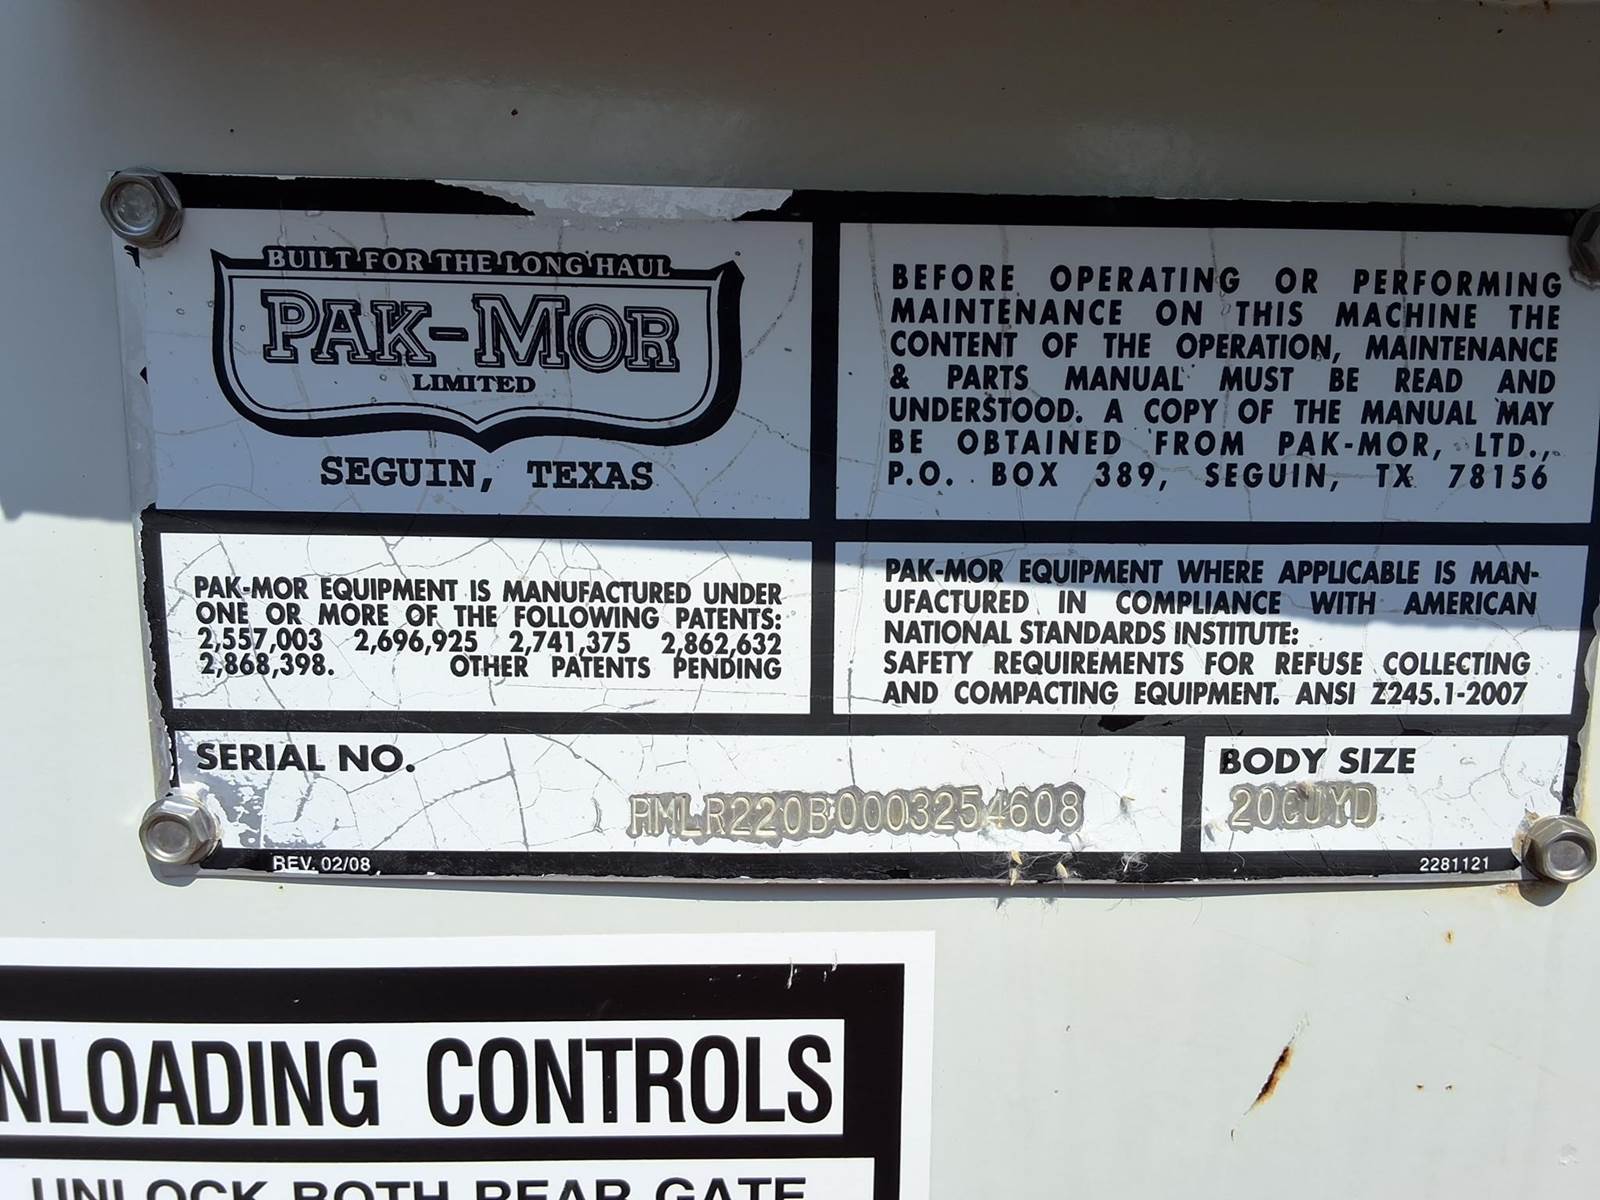 BUILT FOR THE LONG HAUL
PAK-MOR
LIMITED
SEGUIN, TEXAS
BEFORE OPERATING OR PERFORMING
MAINTENANCE ON THIS MACHINE THE
CONTENT OF THE OPERATION, MAINTENANCE
& PARTS MANUAL MUST BE READ AND
UNDERSTOOD. A COPY OF THE MANUAL MAY
BE OBTAINED FROM PAK-MOR, LTD.,
P.O. BOX 389, SEGUIN, TX 78156
PAK-MOR EQUIPMENT IS MANUFACTURED UNDER
ONE OR MORE OF THE FOLLOWING PATENTS:
2,557,003 2,696,925 2,741,375 2,862,632
2,868,398. OTHER PATENTS PENDING
PAK-MOR EQUIPMENT WHERE APPLICABLE IS MAN-
UFACTURED IN COMPLIANCE WITH AMERICAN
NATIONAL STANDARDS INSTITUTE:
SAFETY REQUIREMENTS FOR REFUSE COLLECTING
AND COMPACTING EQUIPMENT. ANSI Z245.1-2007
SERIAL NO.
BODY SIZE
20CUYD
REV. 02/08
2281121
NLOADING CONTROLS
UNLOCK BOTH REAR GATE